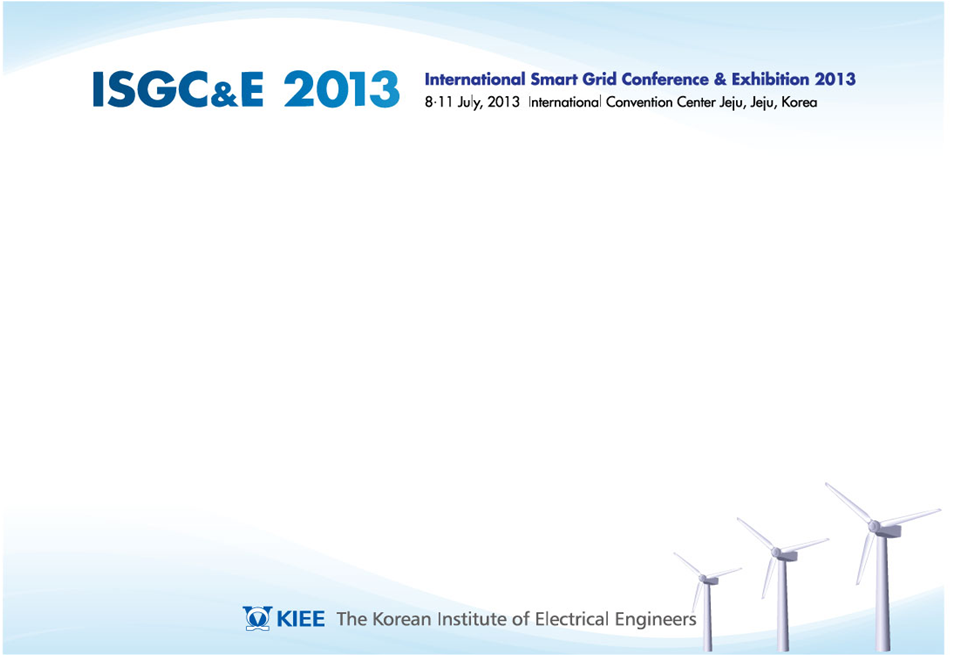 ISGC&E 2013
International Smart Grid Conference & Exhibition 2013
8·11 July, 2013 International Convention Center Jeju, Jeju, Korea
KIEE The Korean Institute of Electrical Engineers